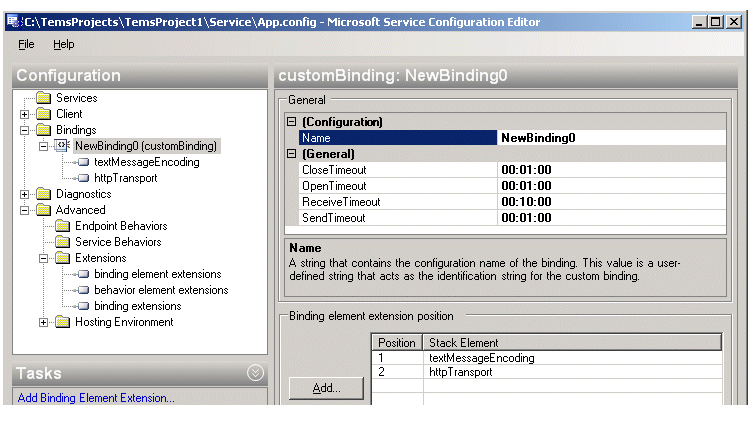 C:\TemsProjects\TemsProject1\Service\App.config - Microsoft Service Configuration Editor
File Help
Configuration
Services
Client
Bindings
NewBinding0 (customBinding)
textMessageEncoding
httpTransport
Diagnostics
Advanced
Endpoint Behaviors
Service Behaviors
Extensions
binding element extensions
behavior element extensions
binding extensions
Hosting Environment
Tasks
Add Binding Element Extension...
customBinding: NewBinding0
General
(Configuration)
Name NewBinding0
(General)
CloseTimeout 00:01:00
OpenTimeout 00:01:00
ReceiveTimeout 00:10:00
SendTimeout 00:01:00
Name
A string that contains the configuration name of the binding. This value is a user-
defined string that acts as the identification string for the custom binding.
Binding element extension position
Position Stack Element
1 textMessageEncoding
2 httpTransport
Add...